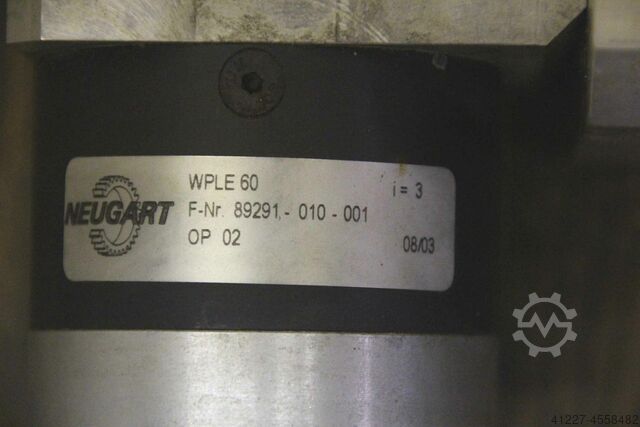 NEUGART
WPLE 60
i = 3
F-Nr. 89291 - 010 - 001
OP 02
08/03
41227-4558482